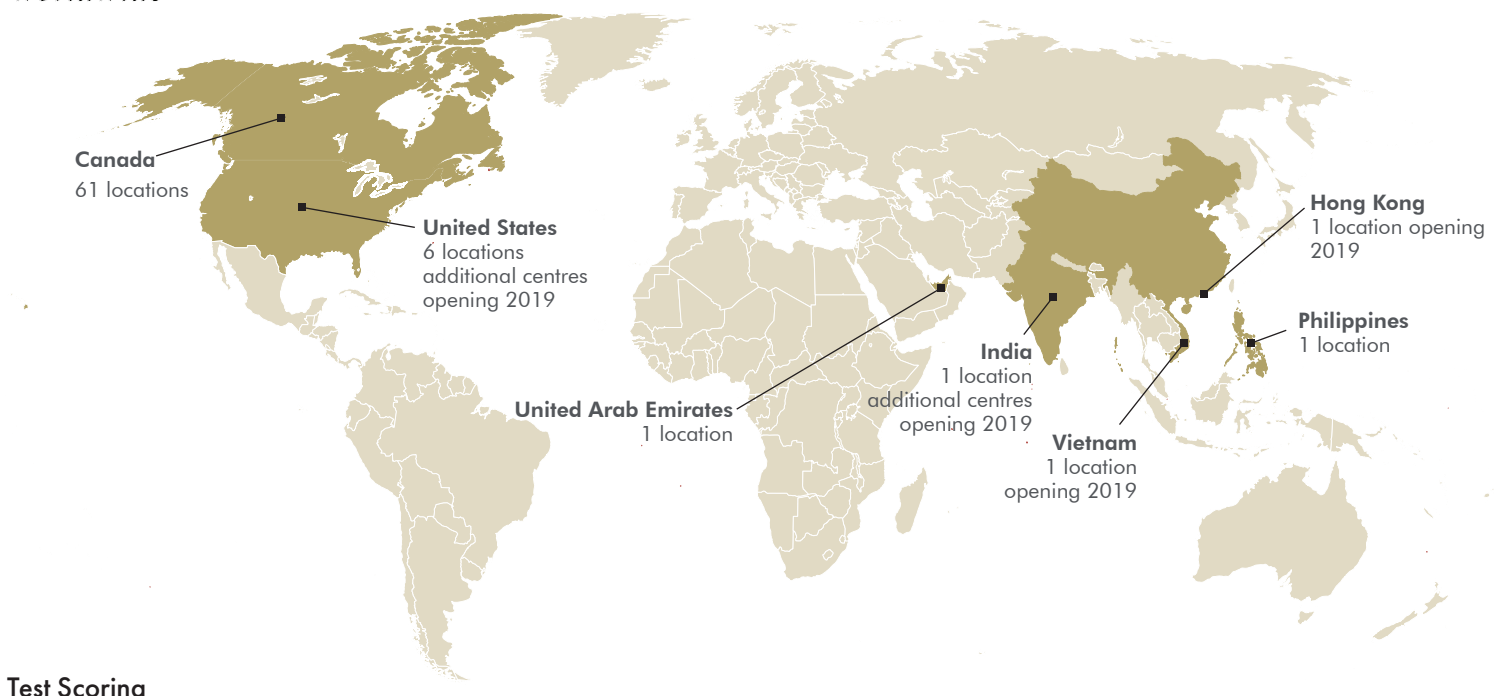 Canada
61 locations
United States
6 locations
additional centres
opening 2019
Hong Kong
1 location opening
2019
Philippines
1 location
India
1 location
additional centres
opening 2019
United Arab Emirates
1 location
Vietnam
1 location
opening 2019
Test Scoring